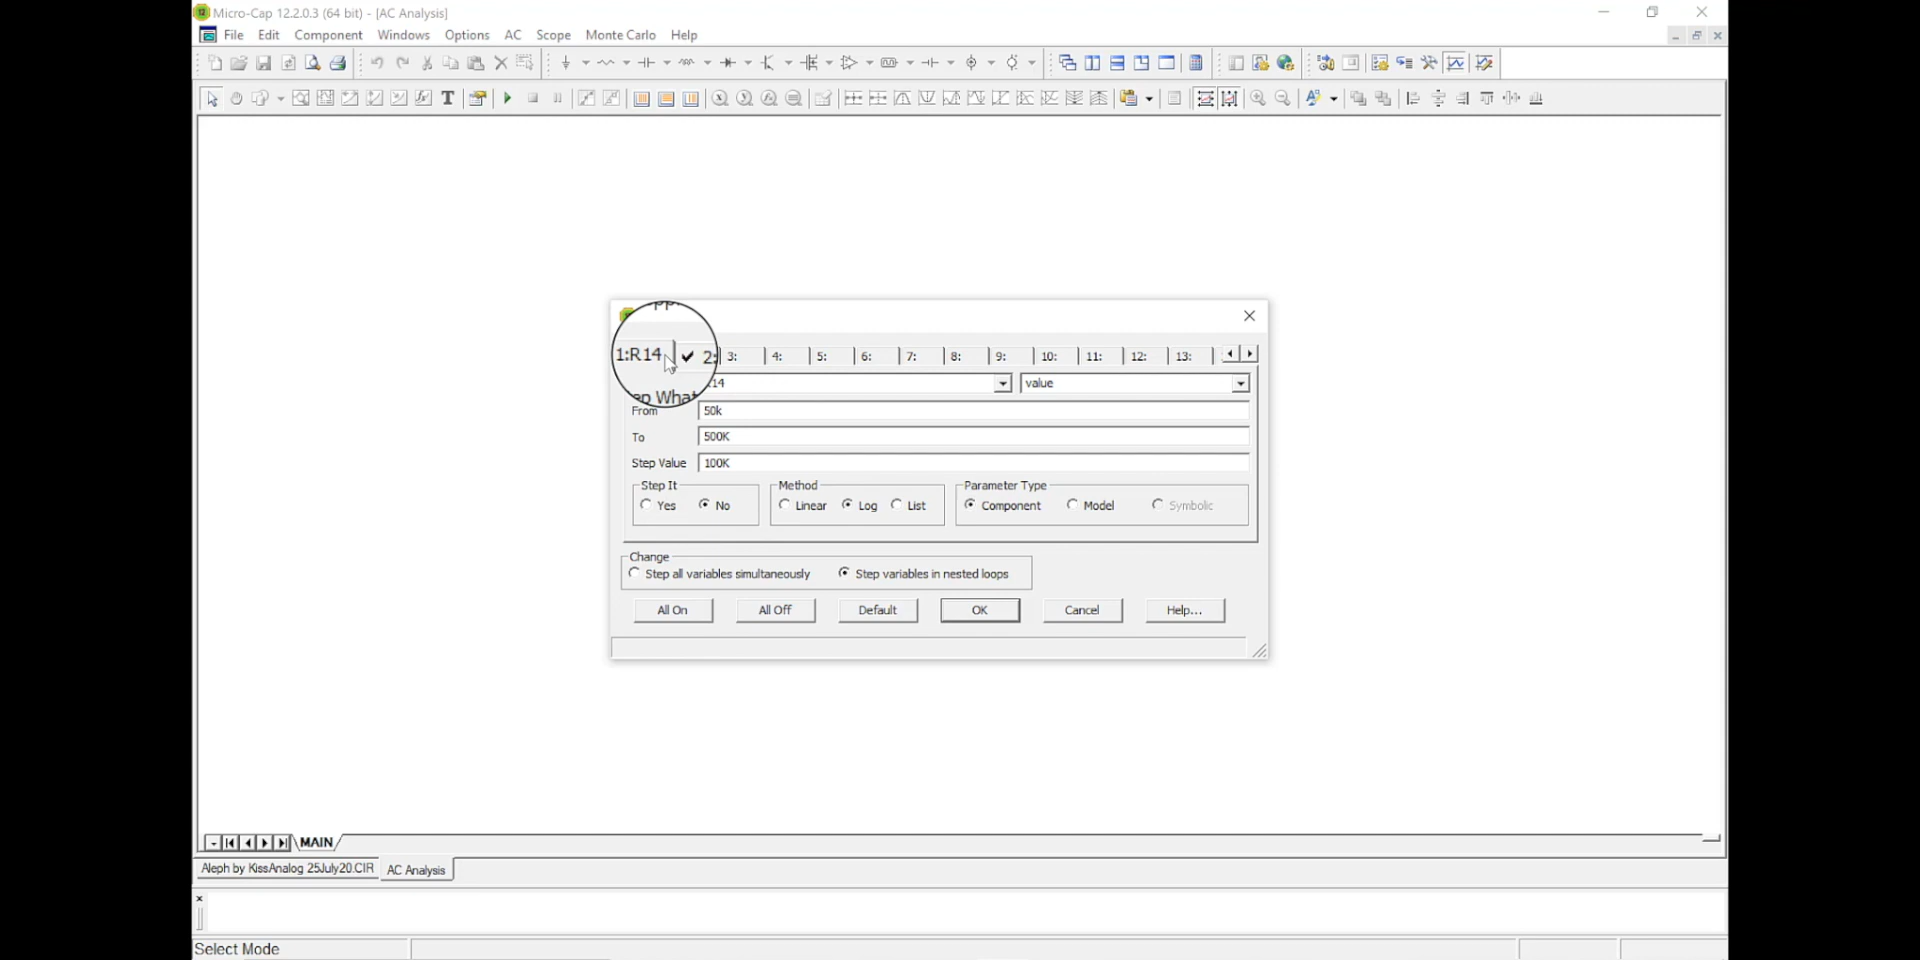 Micro-Cap 12.2.0.3 (64 bit) - [AC Analysis]
File Edit Component Windows Options AC Scope Monte Carlo Help
1:R14 2: 3: 4: 5: 6: 7: 8: 9: 10: 11: 12: 13:
What 14 value
From 50k
To 500K
Step Value 100K
Step It Method Parameter Type
Yes No Linear Log List Component Model Symbolic
Change
Step all variables simultaneously Step variables in nested loops
All On All Off Default OK Cancel Help...
MAIN
Aleph by KissAnalog 25July20.CIR AC Analysis
Select Mode